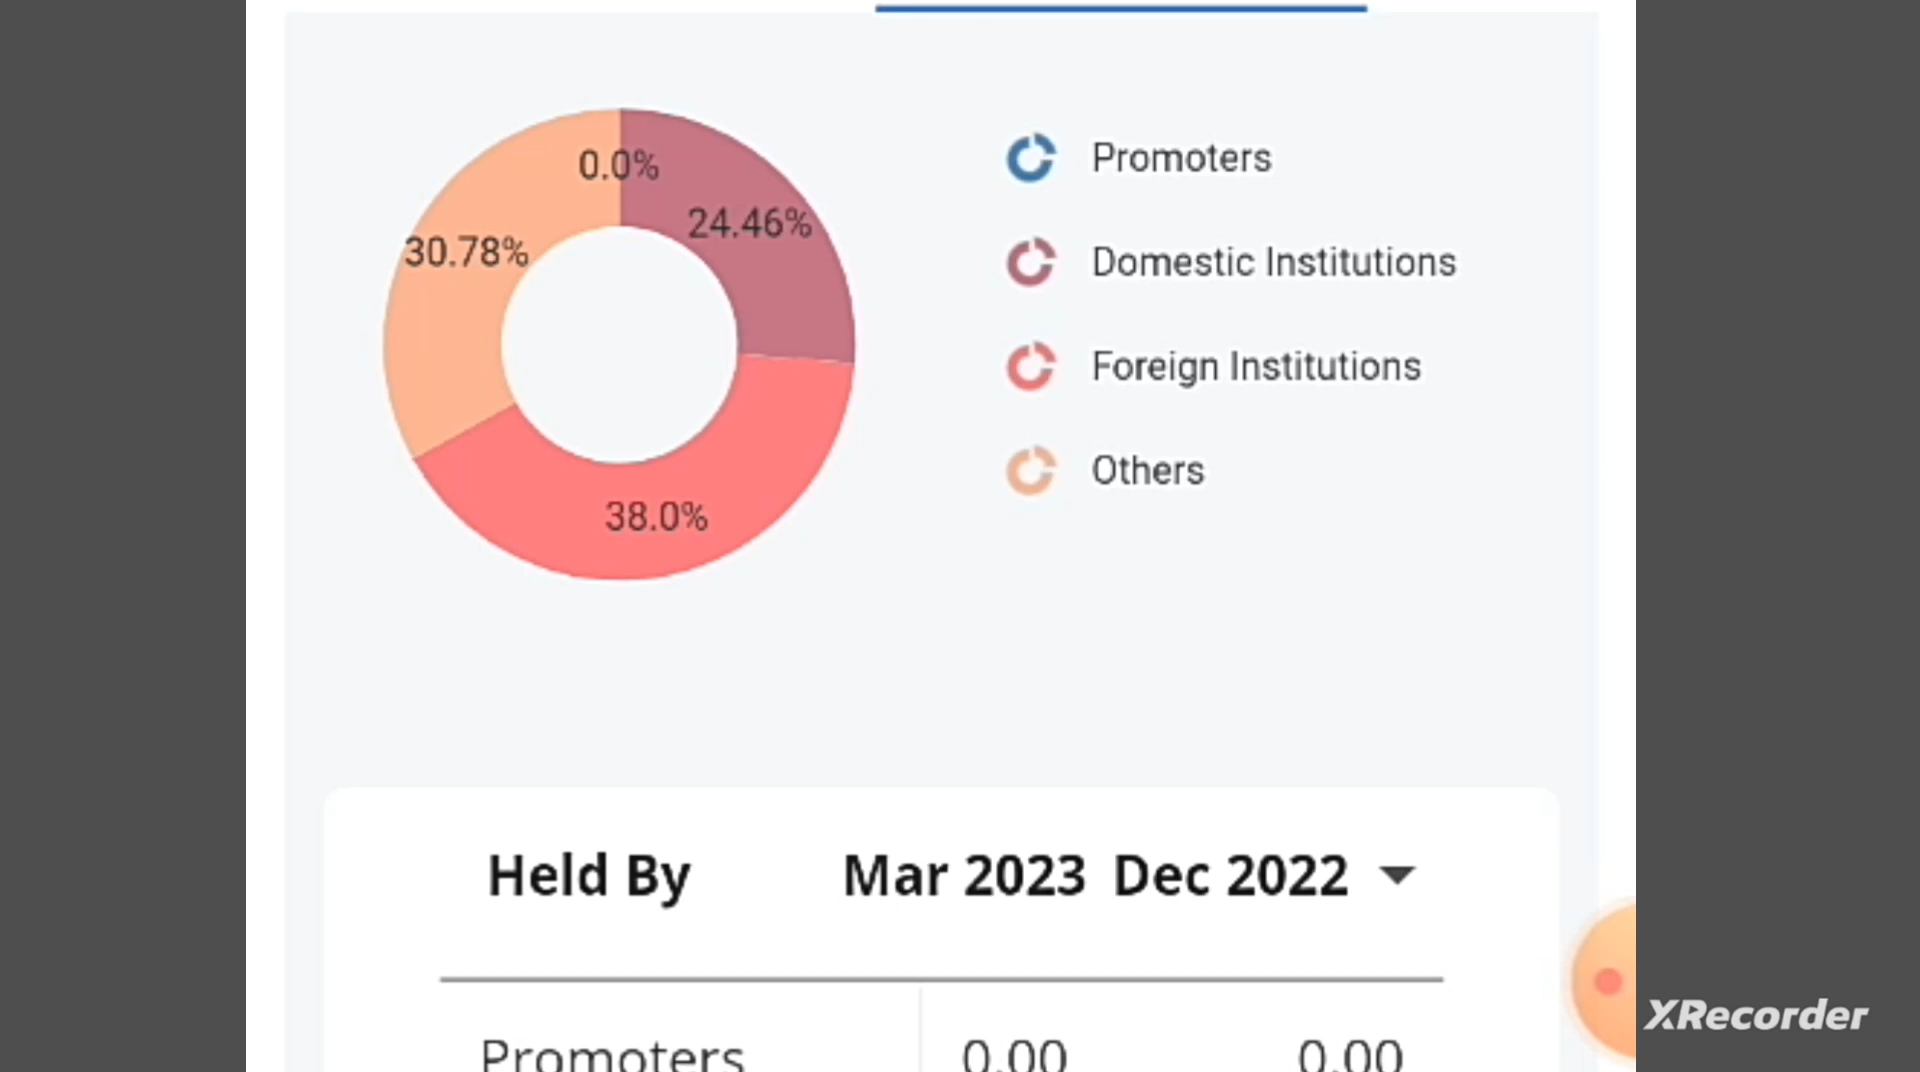 0.0%
24.46%
30.78%
38.0%
Promoters
Domestic Institutions
Foreign Institutions
Others
Held By Mar 2023 Dec 2022
Promoters 0.00 0.00
XRecorder